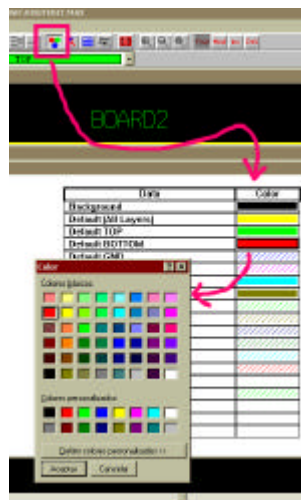 TOP
BOARD2
Data Color
Background
Default (All Layers)
Default TOP
Default BOTTOM
Default GND
Color
Colores básicos:
Colores personalizados:
Definir colores personalizados >>
Aceptar Cancelar